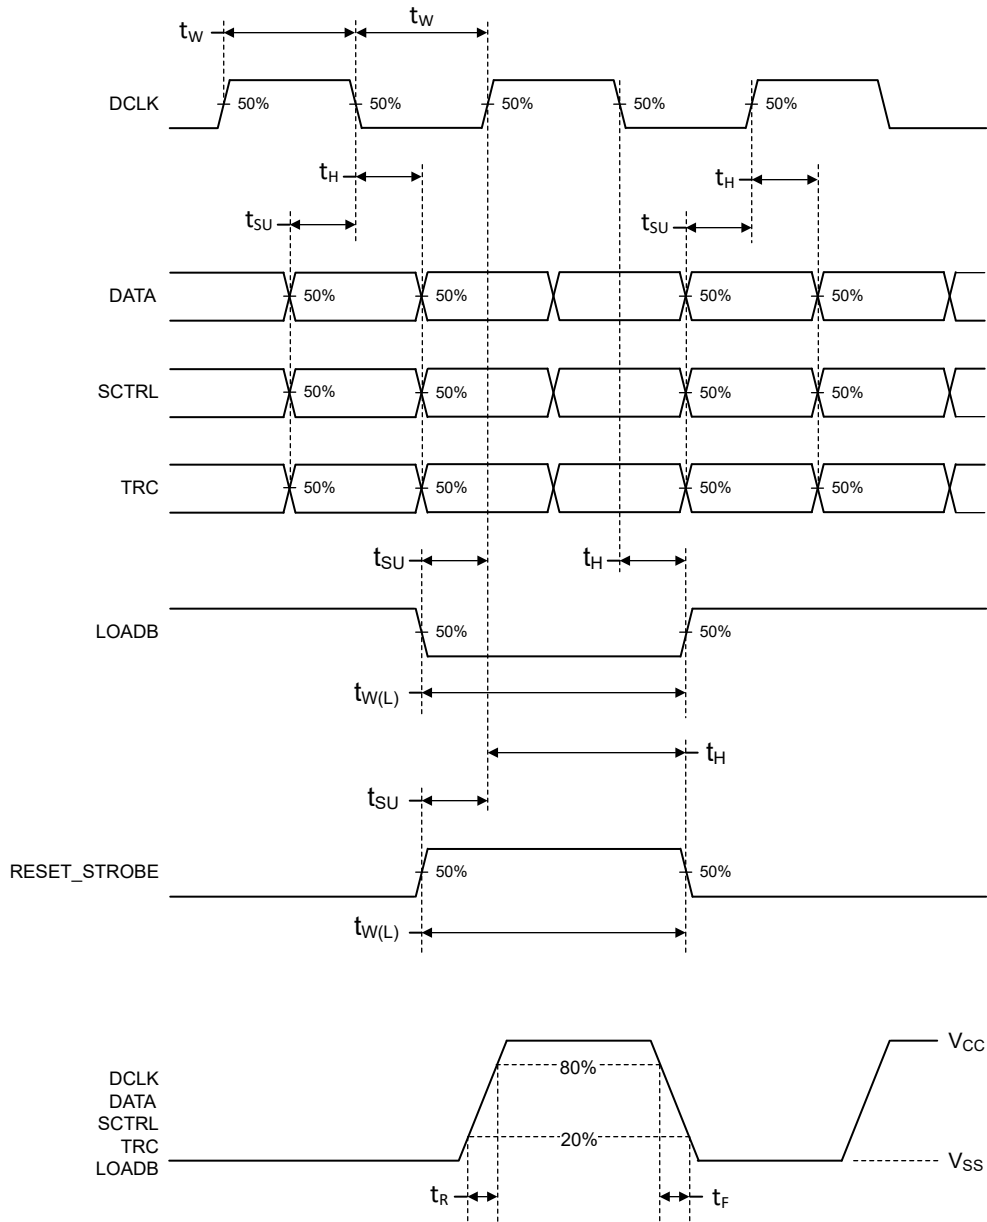 tW tW
DCLK 50% 50% 50% 50% 50%
tH tH
tSU tSU
DATA 50% 50% 50% 50%
SCTRL 50% 50% 50% 50%
TRC 50% 50% 50% 50%
tSU tH
LOADB 50% 50%
tW(L)
tH
tSU
RESET_STROBE 50% 50%
tW(L)
VCC
DCLK 80%
DATA
SCTRL
TRC 20%
LOADB VSS
tR tF